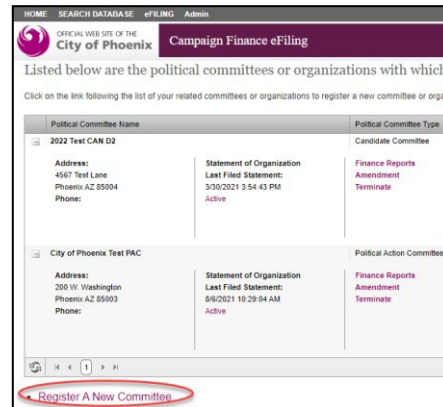 HOME SEARCH DATABASE eFILING Admin
OFFICIAL WEB SITE OF THE
City of Phoenix
Campaign Finance eFiling
Listed below are the political committees or organizations with which
Click on the link following the list of your related committees or organizations to register a new committee or orga
Political Committee Name Political Committee Type
2022 Test CAN D2 Candidate Committee
Address: Statement of Organization Finance Reports
4567 Test Lane Last Filed Statement: Amendment
Phoenix AZ 85004 3/30/2021 3:54:43 PM Terminate
Phone: Active
City of Phoenix Test PAC Political Action Committee
Address: Statement of Organization Finance Reports
200 W. Washington Last Filed Statement: Amendment
Phoenix AZ 85003 8/6/2021 10:29:04 AM Terminate
Phone: Active
1
• Register A New Committee